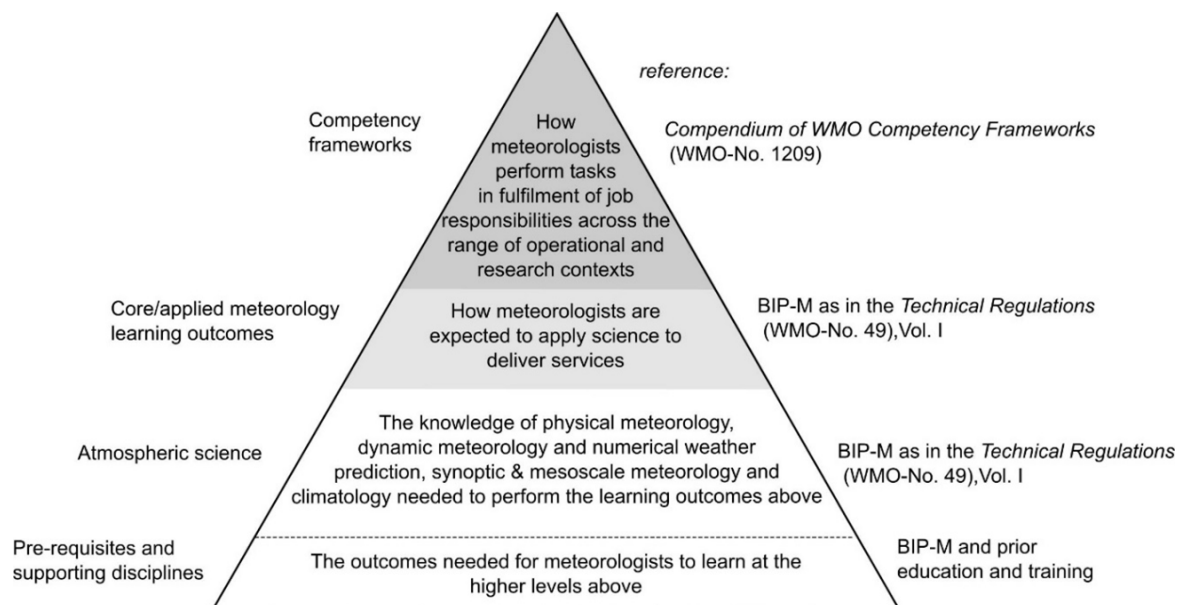 reference:
Competency
frameworks
How
meteorologists
perform tasks
in fulfilment of job
responsibilities across the
range of operational and
research contexts
Compendium of WMO Competency Frameworks
(WMO-No. 1209)
Core/applied meteorology
learning outcomes
How meteorologists are
expected to apply science to
deliver services
BIP-M as in the Technical Regulations
(WMO-No. 49),Vol. I
Atmospheric science
The knowledge of physical meteorology,
dynamic meteorology and numerical weather
prediction, synoptic & mesoscale meteorology and
climatology needed to perform the learning outcomes above
BIP-M as in the Technical Regulations
(WMO-No. 49),Vol. I
Pre-requisites and
supporting disciplines
The outcomes needed for meteorologists to learn at the
higher levels above
BIP-M and prior
education and training